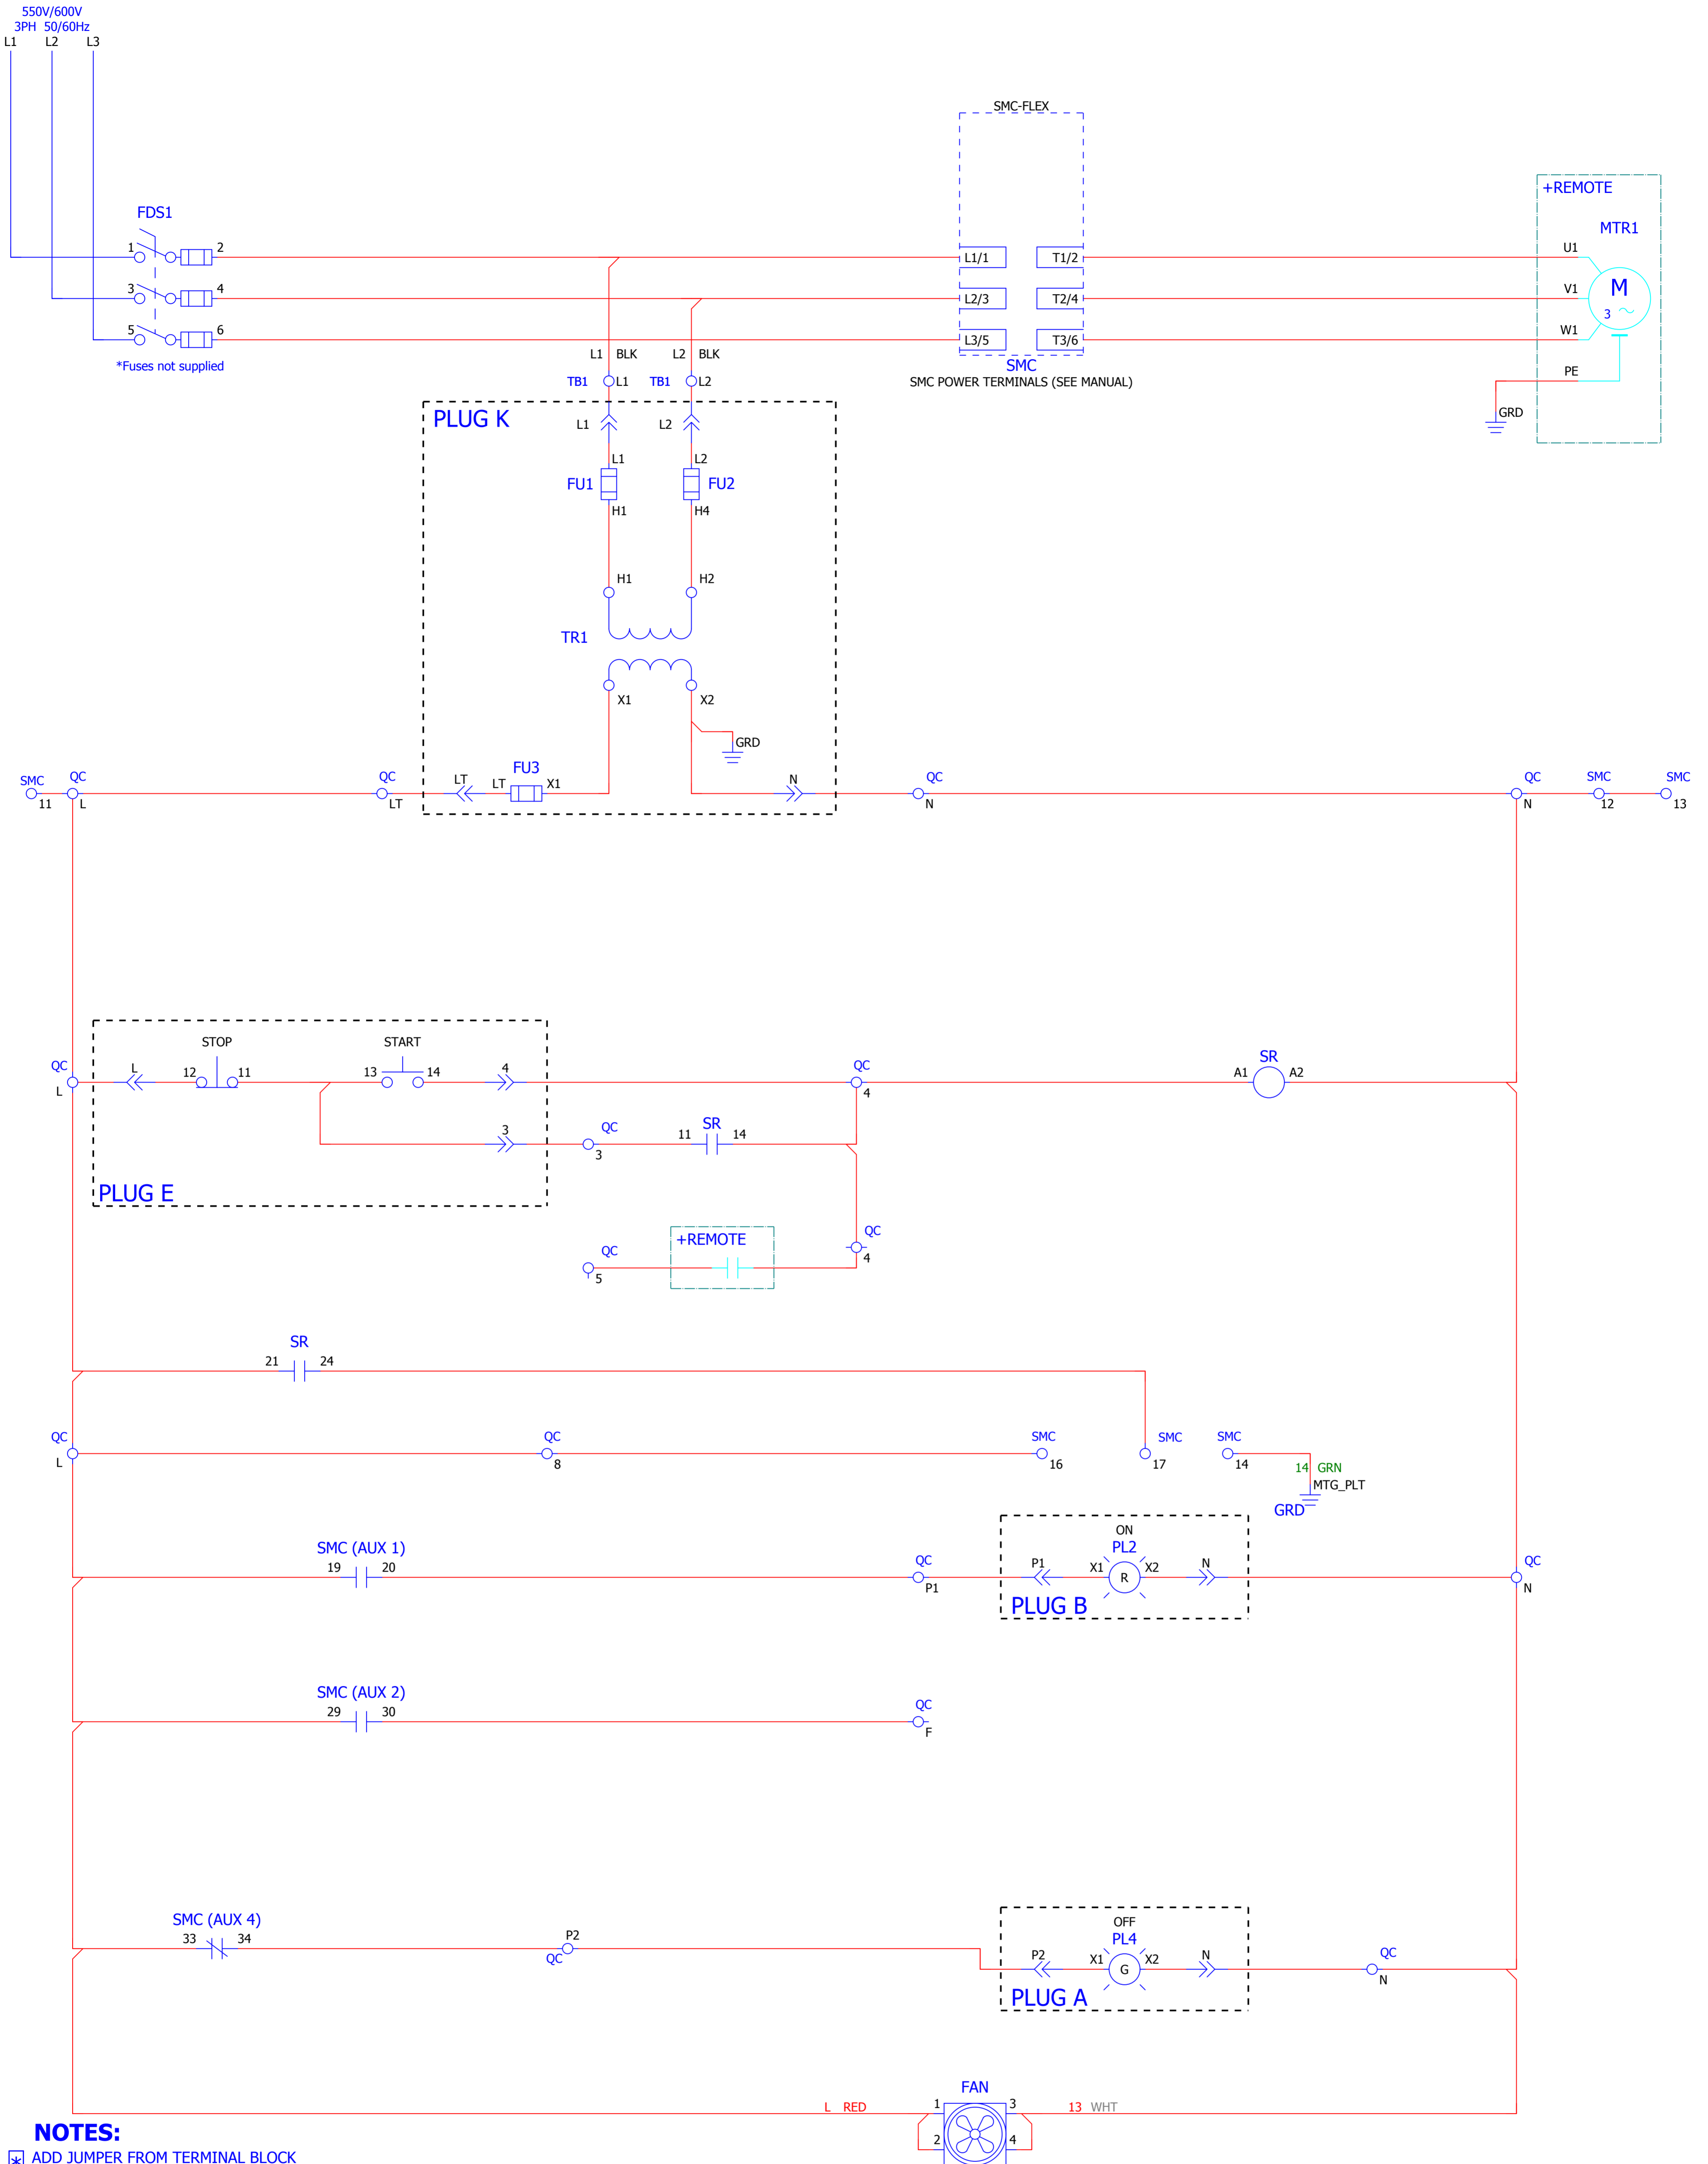 550V/600V
3PH 50/60Hz
L1 L2 L3
SMC-FLEX
+REMOTE
MTR1
FDS1
1 2 L1/1 T1/2 U1
3 4 L2/3 T2/4 V1 M
3
5 6 L3/5 T3/6 W1
*Fuses not supplied
L1 BLK L2 BLK
SMC
SMC POWER TERMINALS (SEE MANUAL)
PE
GRD
TB1 L1 TB1 L2
PLUG K
L1 L2
L1 L2
FU1 FU2
H1 H4
H1 H2
TR1
X1 X2
GRD
SMC QC QC LT LT FU3 X1 N QC QC SMC SMC
11 L LT N N 12 13
STOP START
QC L 12 11 13 14 4 QC SR
L 4 A1 A2
3 QC 11 SR 14
3
PLUG E
QC +REMOTE QC
5 4
SR
21 24
QC QC SMC SMC SMC
L 8 16 17 14
14 GRN
MTG_PLT
GRD
ON
SMC (AUX 1) PL2
19 20 QC P1 X1 R X2 N QC
P1 N
PLUG B
SMC (AUX 2)
29 30 QC
F
OFF
SMC (AUX 4) PL4
33 34 P2 P2 X1 G X2 N QC
QC N
PLUG A
FAN
L RED 1 3 13 WHT
2 4
NOTES:
* ADD JUMPER FROM TERMINAL BLOCK